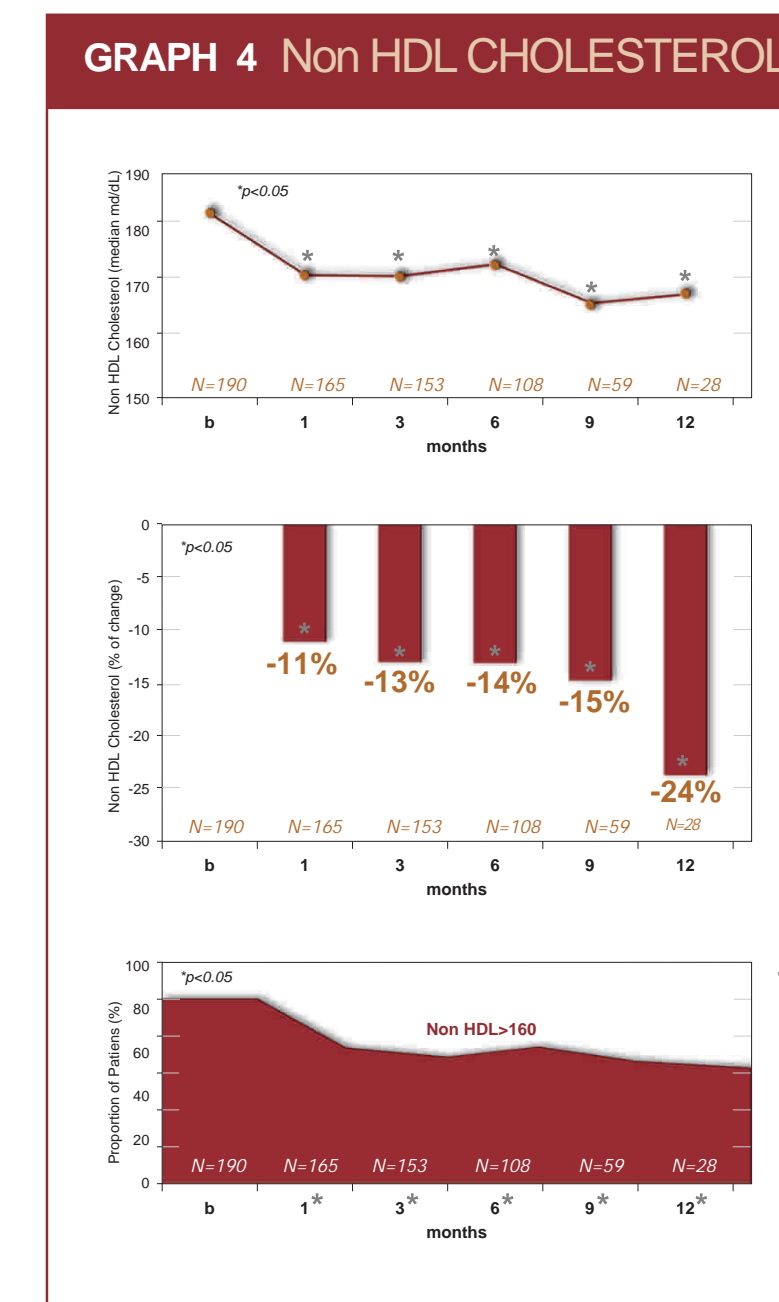 GRAPH 4 Non HDL CHOLESTEROL
Non HDL Cholesterol (median md/dL)
190
180
170
160
150
*p<0.05
* * * * *
N=190 N=165 N=153 N=108 N=59 N=28
b 1 3 6 9 12
months
Non HDL Cholesterol (% of change)
0
-5
-10
-15
-20
-25
-30
*p<0.05
* * * * *
-11% -13% -14% -15% -24%
N=190 N=165 N=153 N=108 N=59 N=28
b 1 3 6 9 12
months
Proportion of Patiens (%)
100
80
60
40
20
0
*p<0.05
Non HDL>160
N=190 N=165 N=153 N=108 N=59 N=28
b 1* 3* 6* 9* 12*
months